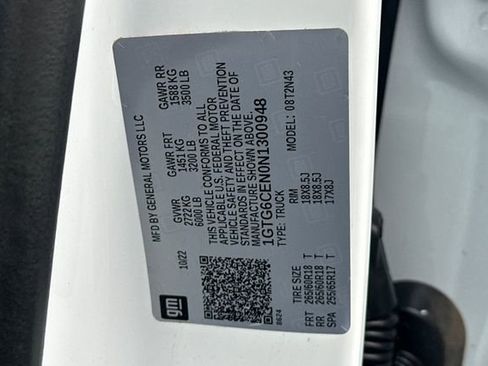 MFD BY GENERAL MOTORS LLC
10/22
GVWR GAWR FRT GAWR RR
2722 KG 1451 KG 1588 KG
6000 LB 3200 LB 3500 LB
THIS VEHICLE CONFORMS TO ALL
APPLICABLE U.S. FEDERAL MOTOR
VEHICLE SAFETY AND THEFT PREVENTION
STANDARDS IN EFFECT ON THE DATE OF
MANUFACTURE SHOWN ABOVE.
1GTG6CEN0N1300948
TYPE: TRUCK MODEL: 08T2N43
gm
8624
TIRE SIZE RIM
FRT 265/60R18 T 18X8.5J
RR 265/60R18 T 18X8.5J
SPA 255/65R17 T 17X8J